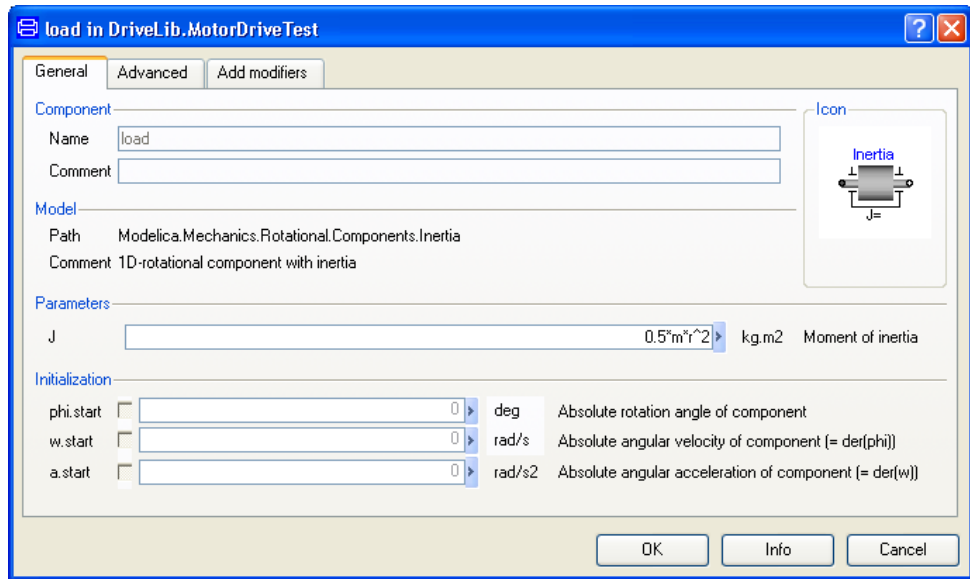 load in DriveLib.MotorDriveTest
General Advanced Add modifiers
Component
Name load
Comment
Icon
Inertia
J=
Model
Path Modelica.Mechanics.Rotational.Components.Inertia
Comment 1D-rotational component with inertia
Parameters
J 0.5*m*r^2 kg.m2 Moment of inertia
Initialization
phi.start 0 deg Absolute rotation angle of component
w.start 0 rad/s Absolute angular velocity of component (= der(phi))
a.start 0 rad/s2 Absolute angular acceleration of component (= der(w))
OK Info Cancel